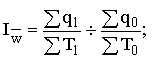 I_w̅ = ∑q₁ / ∑T₁ ÷ ∑q₀ / ∑T₀;